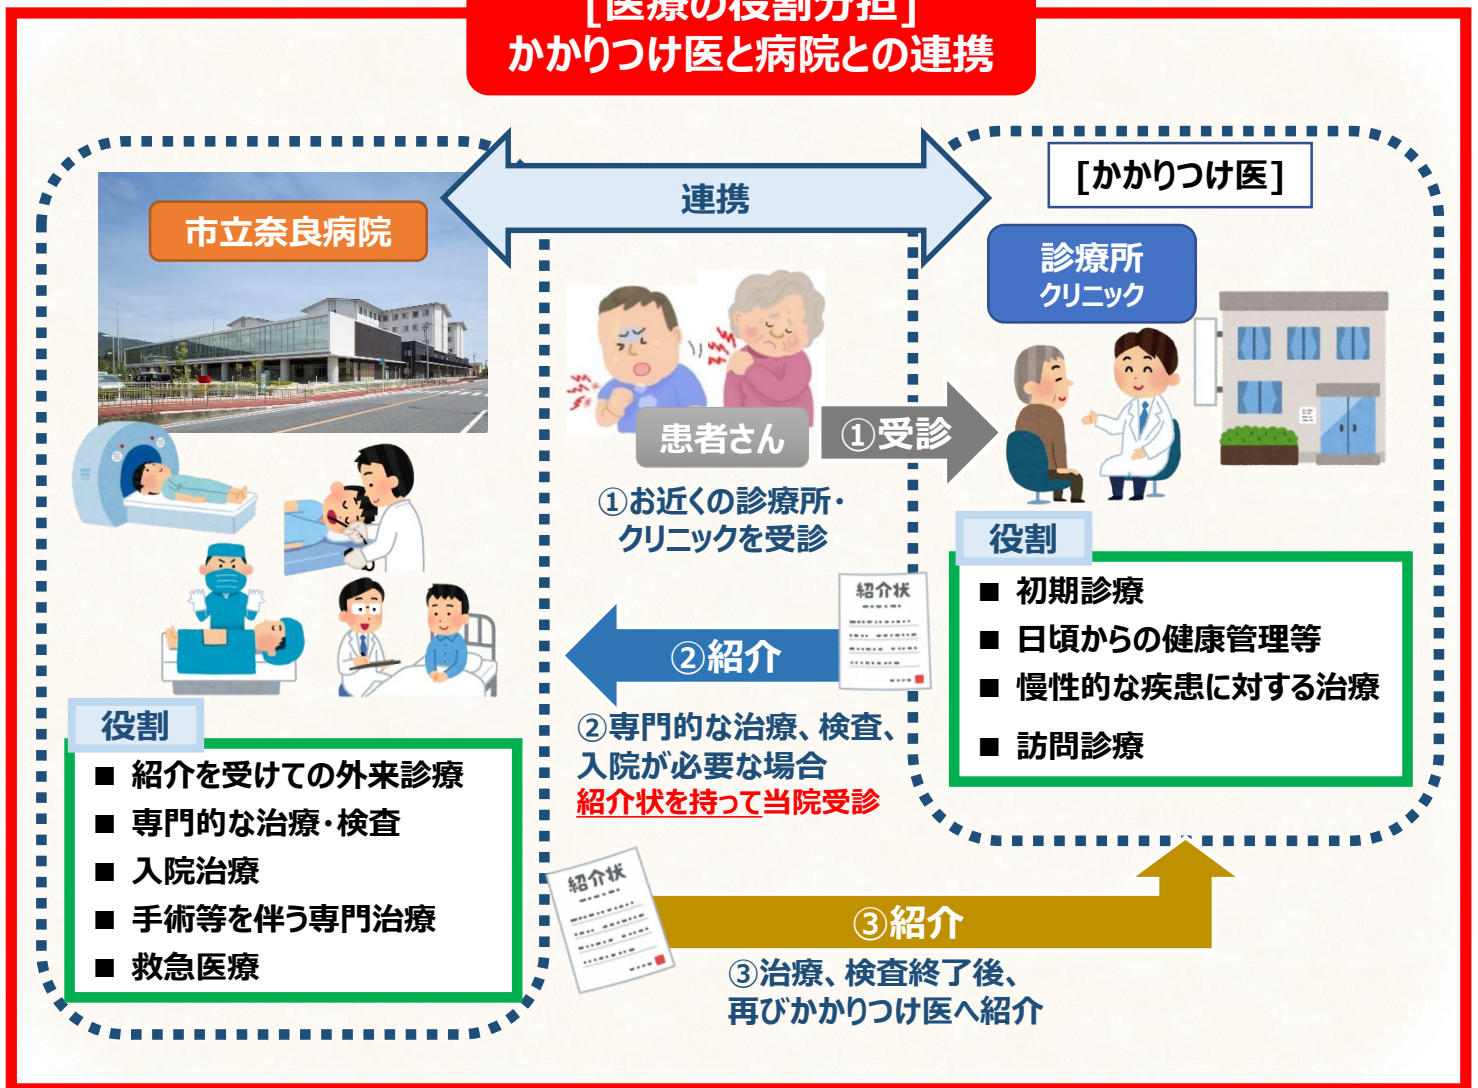 [医療の役割分担]
かかりつけ医と病院との連携
連携
市立奈良病院
[かかりつけ医]
診療所
クリニック
患者さん
①受診
①お近くの診療所・
クリニックを受診
役割
■ 初期診療
■ 日頃からの健康管理等
■ 慢性的な疾患に対する治療
■ 訪問診療
紹介状
②紹介
②専門的な治療、検査、
入院が必要な場合
紹介状を持って当院受診
役割
■ 紹介を受けての外来診療
■ 専門的な治療・検査
■ 入院治療
■ 手術等を伴う専門治療
■ 救急医療
紹介状
③紹介
③治療、検査終了後、
再びかかりつけ医へ紹介